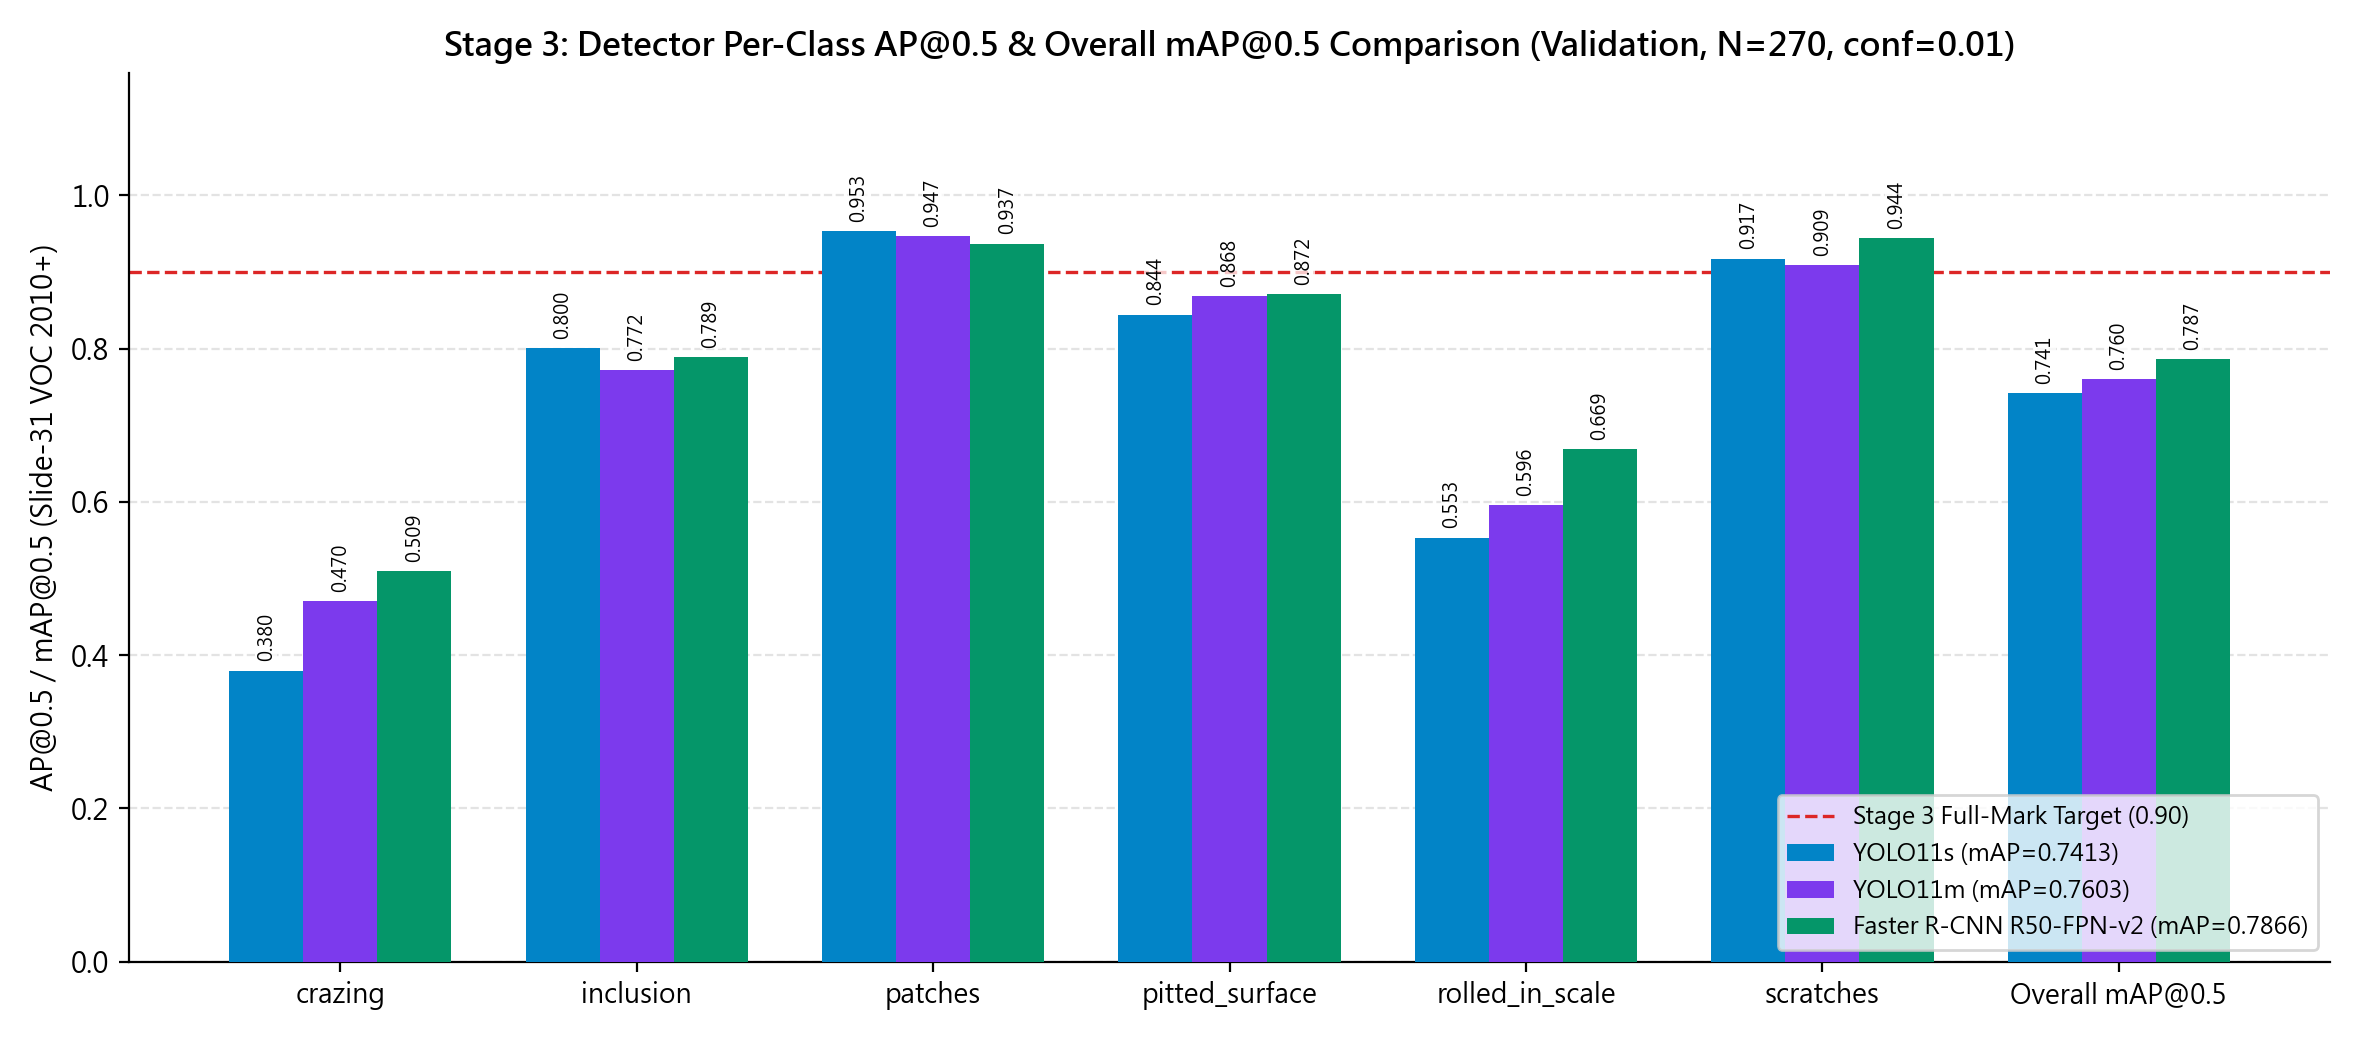 Stage 3: Detector Per-Class AP@0.5 & Overall mAP@0.5 Comparison (Validation, N=270, conf=0.01)
AP@0.5 / mAP@0.5 (Slide-31 VOC 2010+)
1.0
0.8
0.6
0.4
0.2
0.0
0.380
0.470
0.509
0.800
0.772
0.789
0.953
0.947
0.937
0.844
0.868
0.872
0.553
0.596
0.669
0.917
0.909
0.944
0.741
0.760
0.787
Stage 3 Full-Mark Target (0.90)
YOLO11s (mAP=0.7413)
YOLO11m (mAP=0.7603)
Faster R-CNN R50-FPN-v2 (mAP=0.7866)
crazing
inclusion
patches
pitted_surface
rolled_in_scale
scratches
Overall mAP@0.5